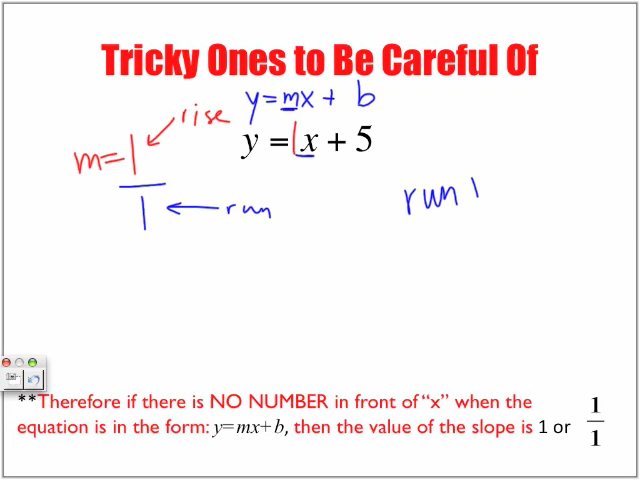 Tricky Ones to Be Careful Of
y = mx + b
rise
y = 1x + 5
m = 1
1
run
run 1
**Therefore if there is NO NUMBER in front of “x” when the
equation is in the form: y=mx+b, then the value of the slope is 1 or 1/1